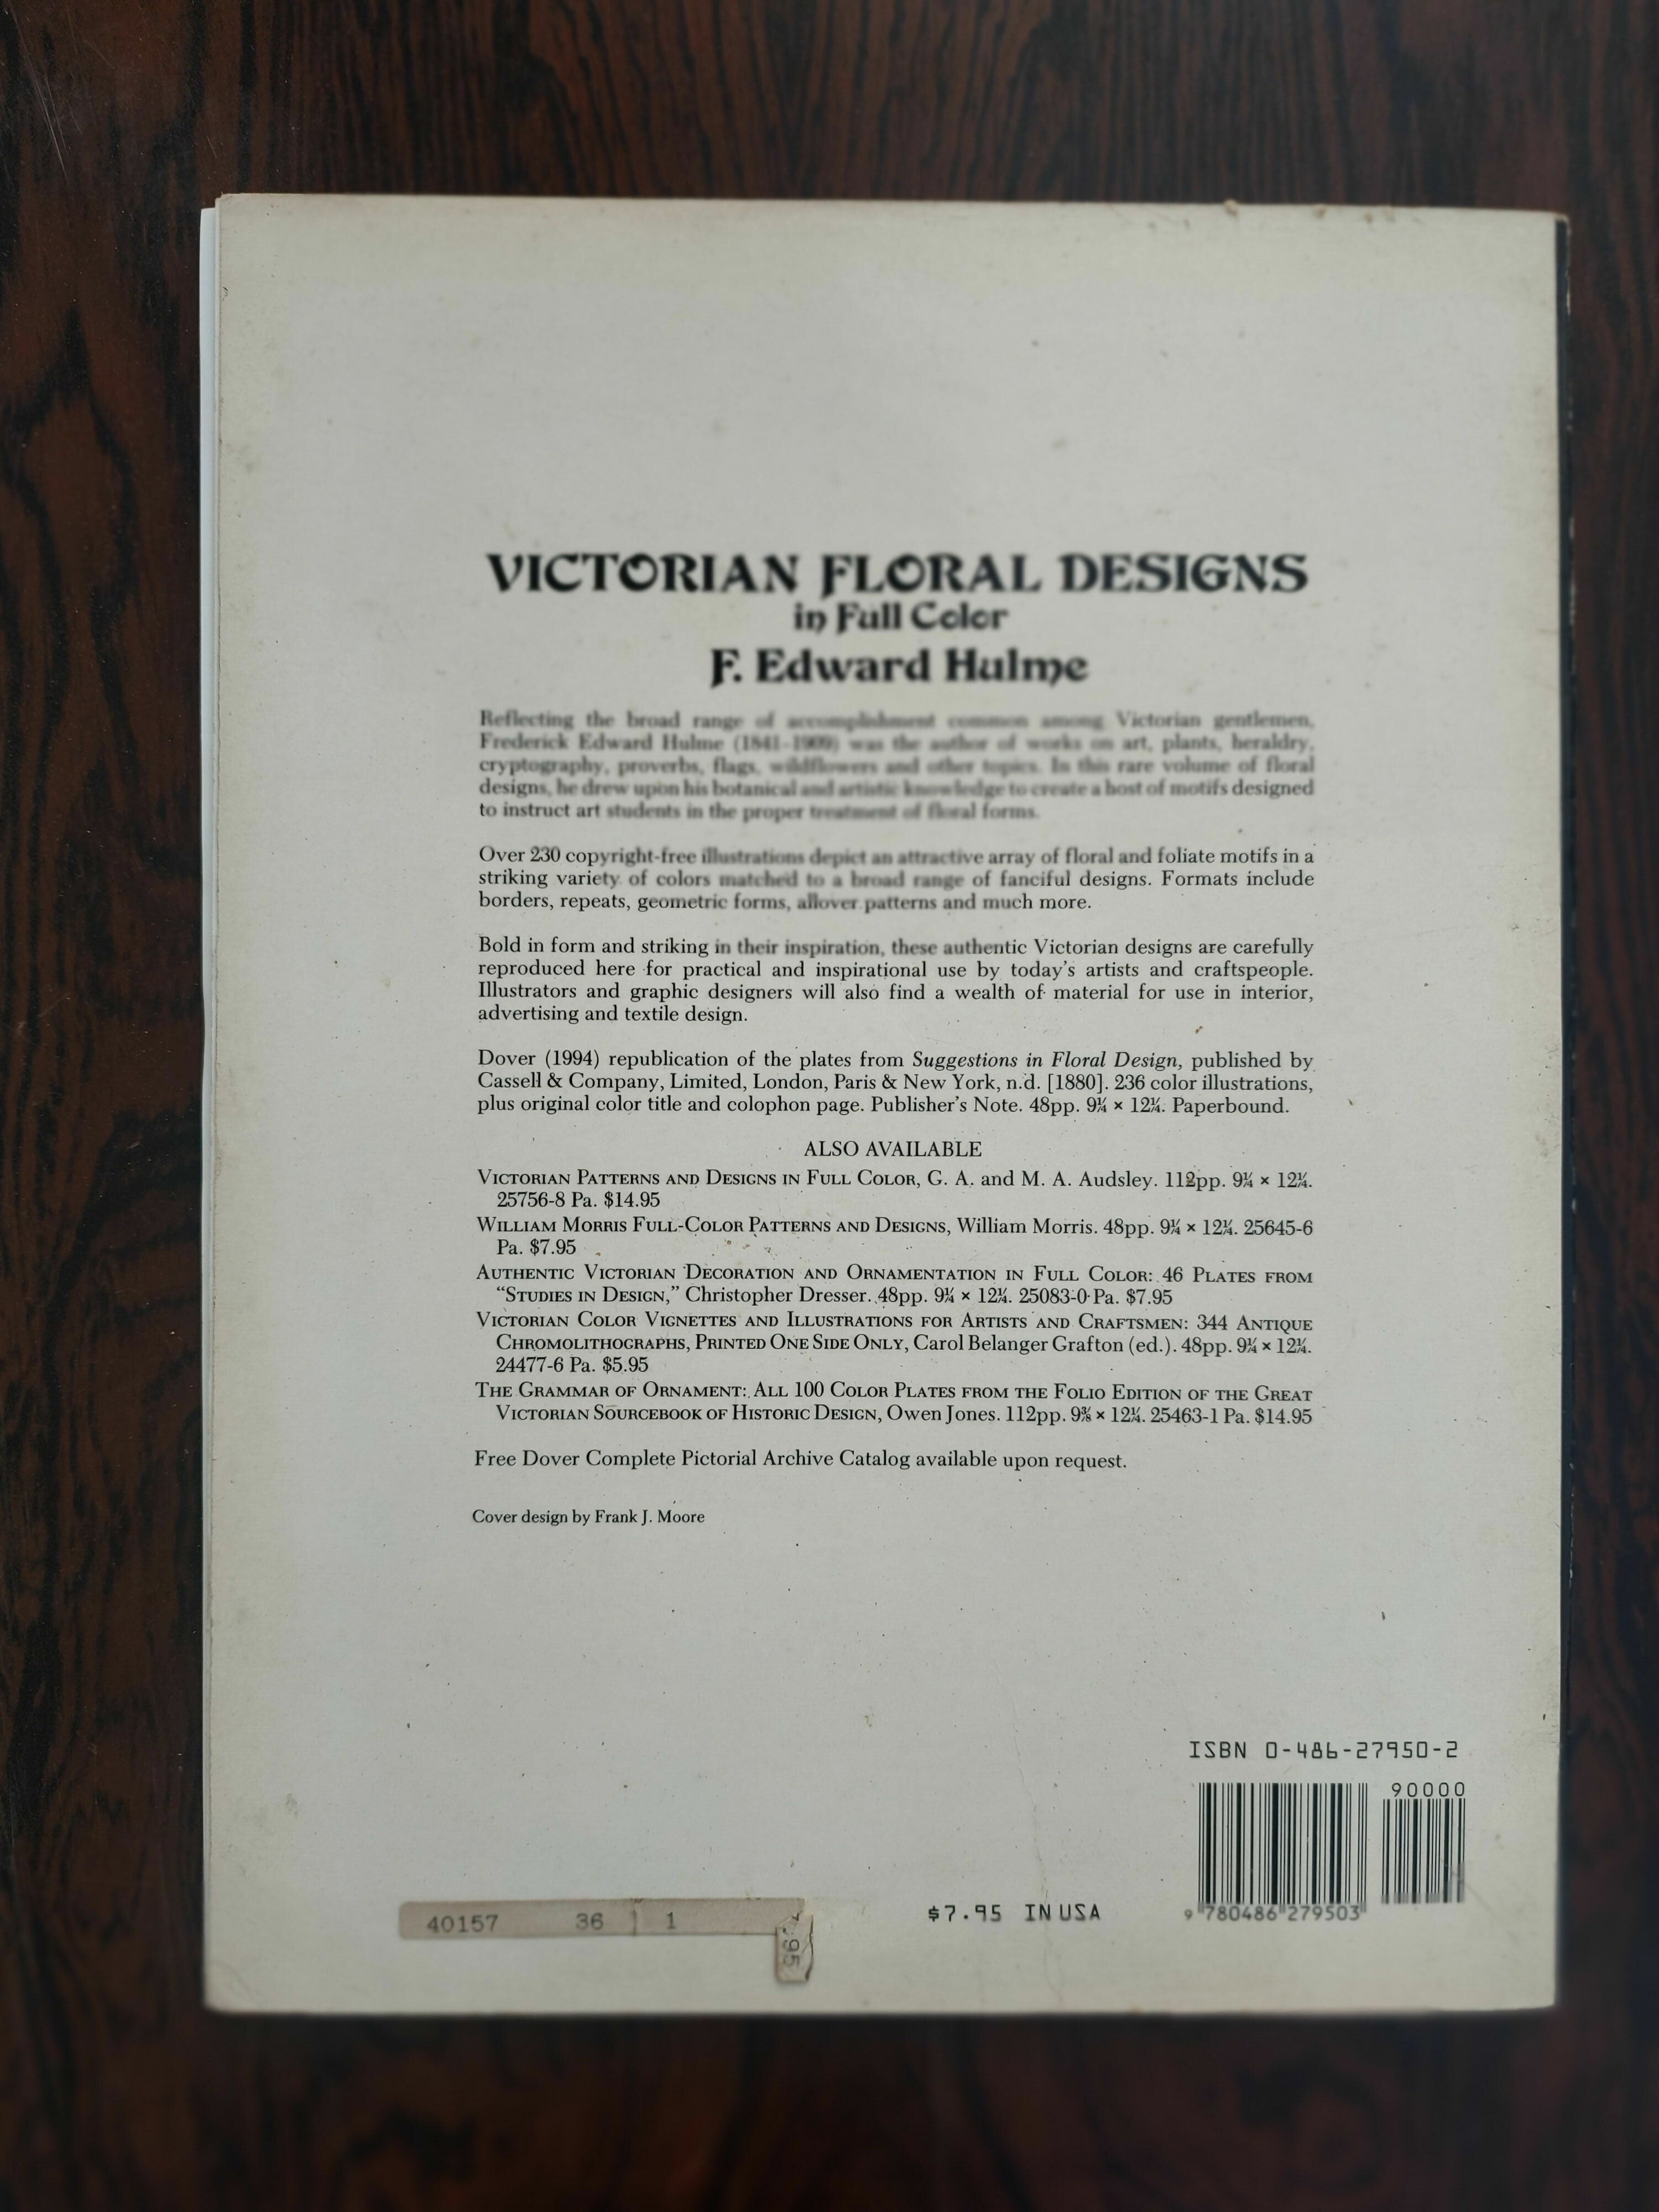 VICTORIAN FLORAL DESIGNS
in Full Color
F. Edward Hulme
Reflecting the broad range of accomplishment common among Victorian gentlemen,
Frederick Edward Hulme (1841–1909) was the author of works on art, plants, heraldry,
cryptography, proverbs, flags, wildflowers and other topics. In this rare volume of floral
designs, he drew upon his botanical and artistic knowledge to create a host of motifs designed
to instruct art students in the proper treatment of floral forms.
Over 230 copyright-free illustrations depict an attractive array of floral and foliate motifs in a
striking variety of colors matched to a broad range of fanciful designs. Formats include
borders, repeats, geometric forms, allover patterns and much more.
Bold in form and striking in their inspiration, these authentic Victorian designs are carefully
reproduced here for practical and inspirational use by today's artists and craftspeople.
Illustrators and graphic designers will also find a wealth of material for use in interior,
advertising and textile design.
Dover (1994) republication of the plates from Suggestions in Floral Design, published by
Cassell & Company, Limited, London, Paris & New York, n.d. [1880]. 236 color illustrations,
plus original color title and colophon page. Publisher's Note. 48pp. 9¼ × 12¼. Paperbound.
ALSO AVAILABLE
VICTORIAN PATTERNS AND DESIGNS IN FULL COLOR, G. A. and M. A. Audsley. 112pp. 9¼ × 12¼.
25756-8 Pa. $14.95
WILLIAM MORRIS FULL-COLOR PATTERNS AND DESIGNS, William Morris. 48pp. 9¼ × 12¼. 25645-6
Pa. $7.95
AUTHENTIC VICTORIAN DECORATION AND ORNAMENTATION IN FULL COLOR: 46 PLATES FROM
"STUDIES IN DESIGN," Christopher Dresser. 48pp. 9¼ × 12¼. 25083-0 Pa. $7.95
VICTORIAN COLOR VIGNETTES AND ILLUSTRATIONS FOR ARTISTS AND CRAFTSMEN: 344 ANTIQUE
CHROMOLITHOGRAPHS, PRINTED ONE SIDE ONLY, Carol Belanger Grafton (ed.). 48pp. 9¼ × 12¼.
24477-6 Pa. $5.95
THE GRAMMAR OF ORNAMENT: ALL 100 COLOR PLATES FROM THE FOLIO EDITION OF THE GREAT
VICTORIAN SOURCEBOOK OF HISTORIC DESIGN, Owen Jones. 112pp. 9⅜ × 12¼. 25463-1 Pa. $14.95
Free Dover Complete Pictorial Archive Catalog available upon request.
Cover design by Frank J. Moore
ISBN 0-486-27950-2
90000
9 780486 279503
$7.95 IN USA
40157 36 1
.95